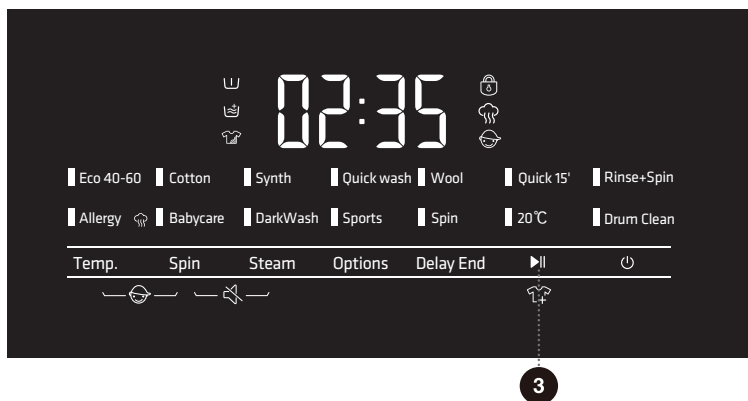 02:35
Eco 40-60 Cotton Synth Quick wash Wool Quick 15' Rinse+Spin
Allergy Babycare DarkWash Sports Spin 20℃ Drum Clean
Temp. Spin Steam Options Delay End
3